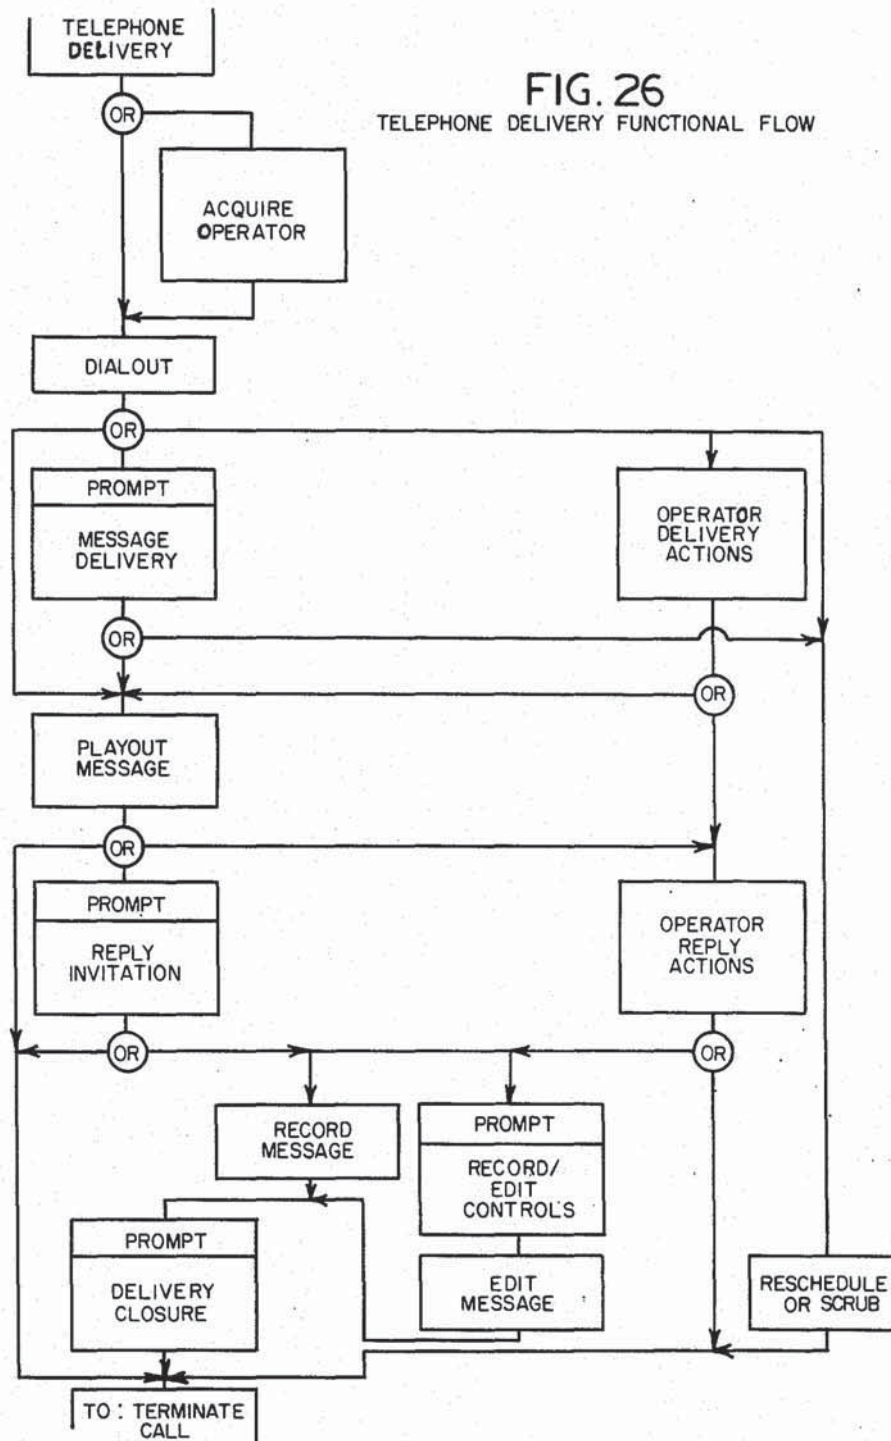 TELEPHONE
DELIVERY
FIG. 26
TELEPHONE DELIVERY FUNCTIONAL FLOW
OR
ACQUIRE
OPERATOR
DIALOUT
OR
PROMPT
MESSAGE
DELIVERY
OPERATOR
DELIVERY
ACTIONS
OR
OR
PLAYOUT
MESSAGE
OR
PROMPT
REPLY
INVITATION
OPERATOR
REPLY
ACTIONS
OR
OR
RECORD
MESSAGE
PROMPT
RECORD/
EDIT
CONTROLS
PROMPT
DELIVERY
CLOSURE
EDIT
MESSAGE
RESCHEDULE
OR SCRUB
TO : TERMINATE
CALL